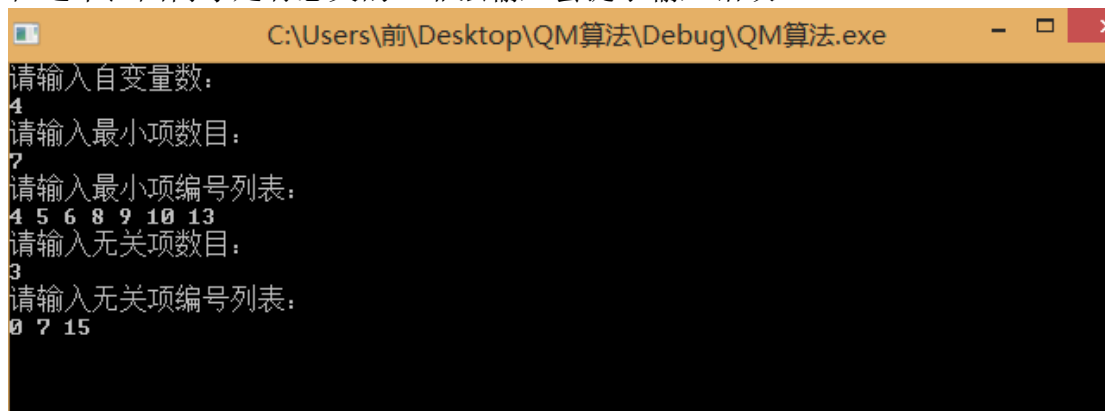 C:\Users\前\Desktop\QM算法\Debug\QM算法.exe
请输入自变量数：
4
请输入最小项数目：
7
请输入最小项编号列表：
4 5 6 8 9 10 13
请输入无关项数目：
3
请输入无关项编号列表：
0 7 15